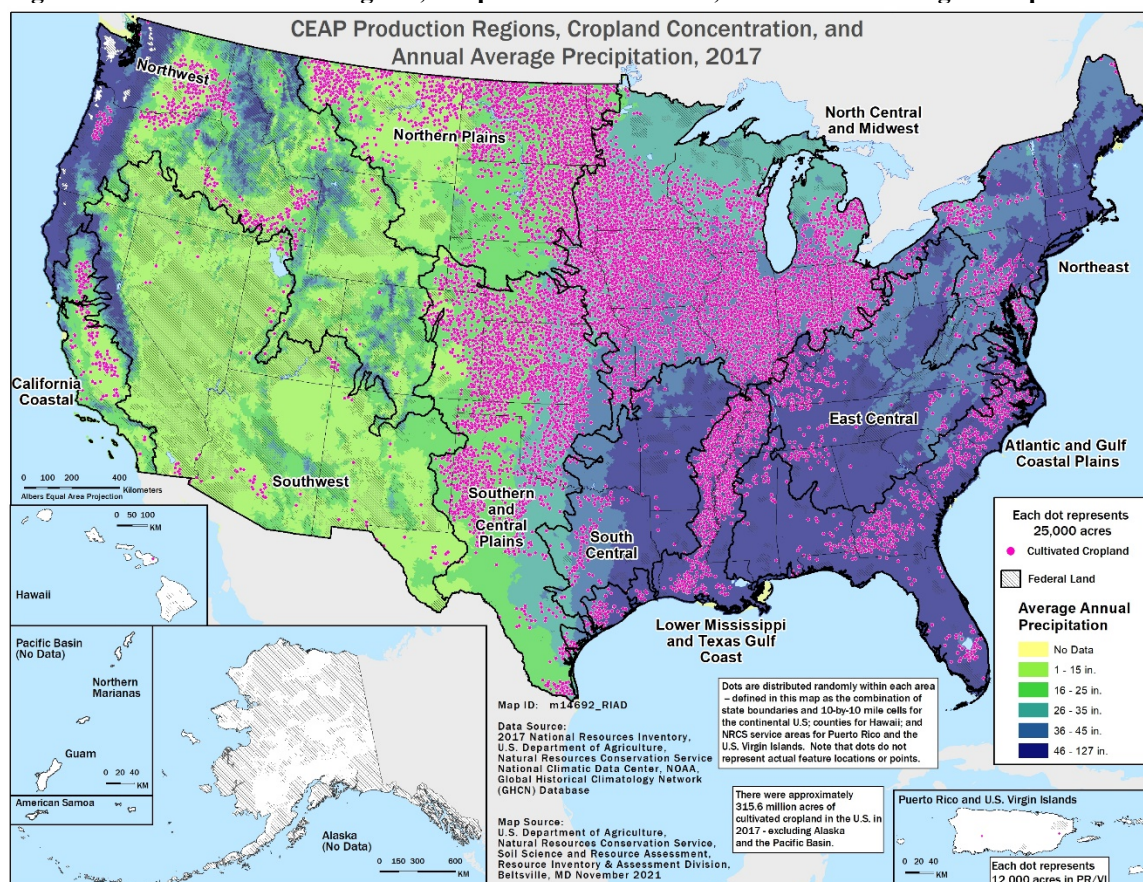 CEAP Production Regions, Cropland Concentration, and
Annual Average Precipitation, 2017
Northwest
Northern Plains
North Central
and Midwest
Northeast
California
Coastal
East Central
Atlantic and Gulf
Coastal Plains
Southwest
Southern
and
Central
Plains
South
Central
Lower Mississippi
and Texas Gulf
Coast
0 100 200 300 400
Kilometers
Albers Equal Area Projection
0 50 100
KM
Hawaii
Pacific Basin
(No Data)
Northern
Marianas
Guam
0 20 40
KM
American Samoa
Alaska
(No Data)
0 150 300 600
KM
Map ID: m14692_RIAD
Data Source:
2017 National Resources Inventory,
U.S. Department of Agriculture,
Natural Resources Conservation Service
National Climatic Data Center, NOAA,
Global Historical Climatology Network
(GHCN) Database
Map Source:
U.S. Department of Agriculture,
Natural Resources Conservation Service,
Soil Science and Resource Assessment,
Resource Inventory & Assessment Division,
Beltsville, MD November 2021
Dots are distributed randomly within each area
– defined in this map as the combination of
state boundaries and 10-by-10 mile cells for
the continental U.S; counties for Hawaii; and
NRCS service areas for Puerto Rico and the
U.S. Virgin Islands. Note that dots do not
represent actual feature locations or points.
There were approximately
315.6 million acres of
cultivated cropland in the U.S. in
2017 - excluding Alaska
and the Pacific Basin.
Each dot represents
25,000 acres
Cultivated Cropland
Federal Land
Average Annual
Precipitation
No Data
1 - 15 in.
16 - 25 in.
26 - 35 in.
36 - 45 in.
46 - 127 in.
Puerto Rico and U.S. Virgin Islands
0 20 40
KM
Each dot represents
12,000 acres in PR/VI